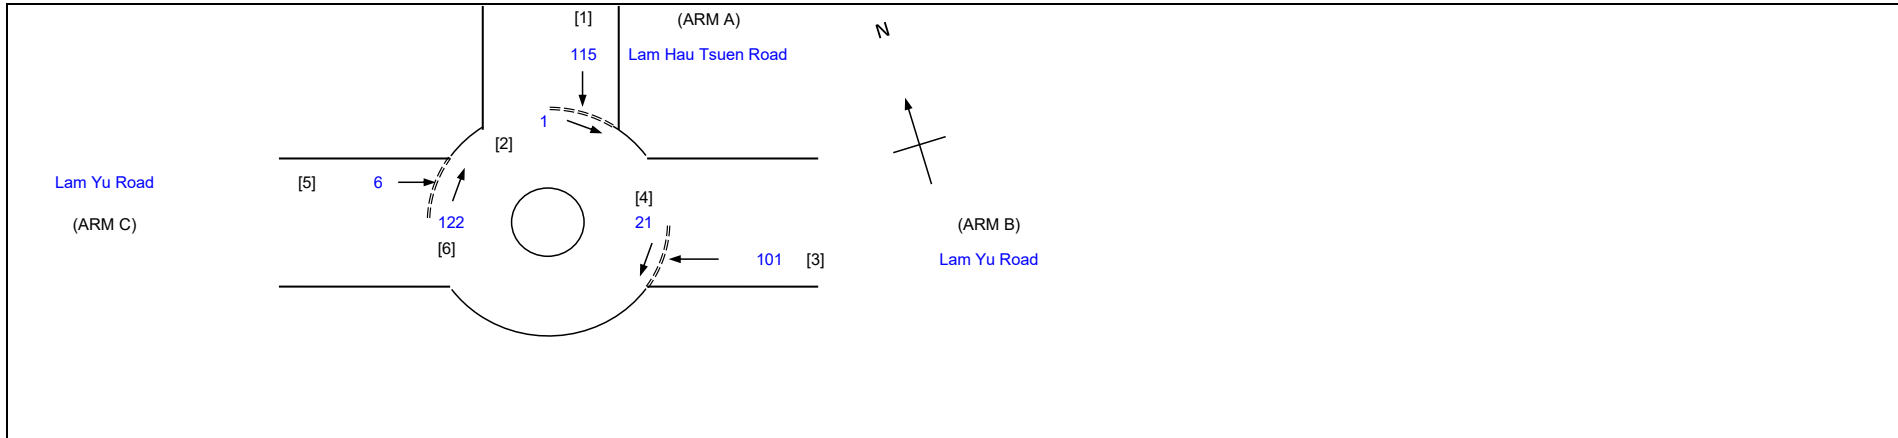 [1] (ARM A)
N
115 Lam Hau Tsuen Road
1
[2]
Lam Yu Road [5] 6
[4]
(ARM C) 122 21 (ARM B)
[6]
101 [3] Lam Yu Road